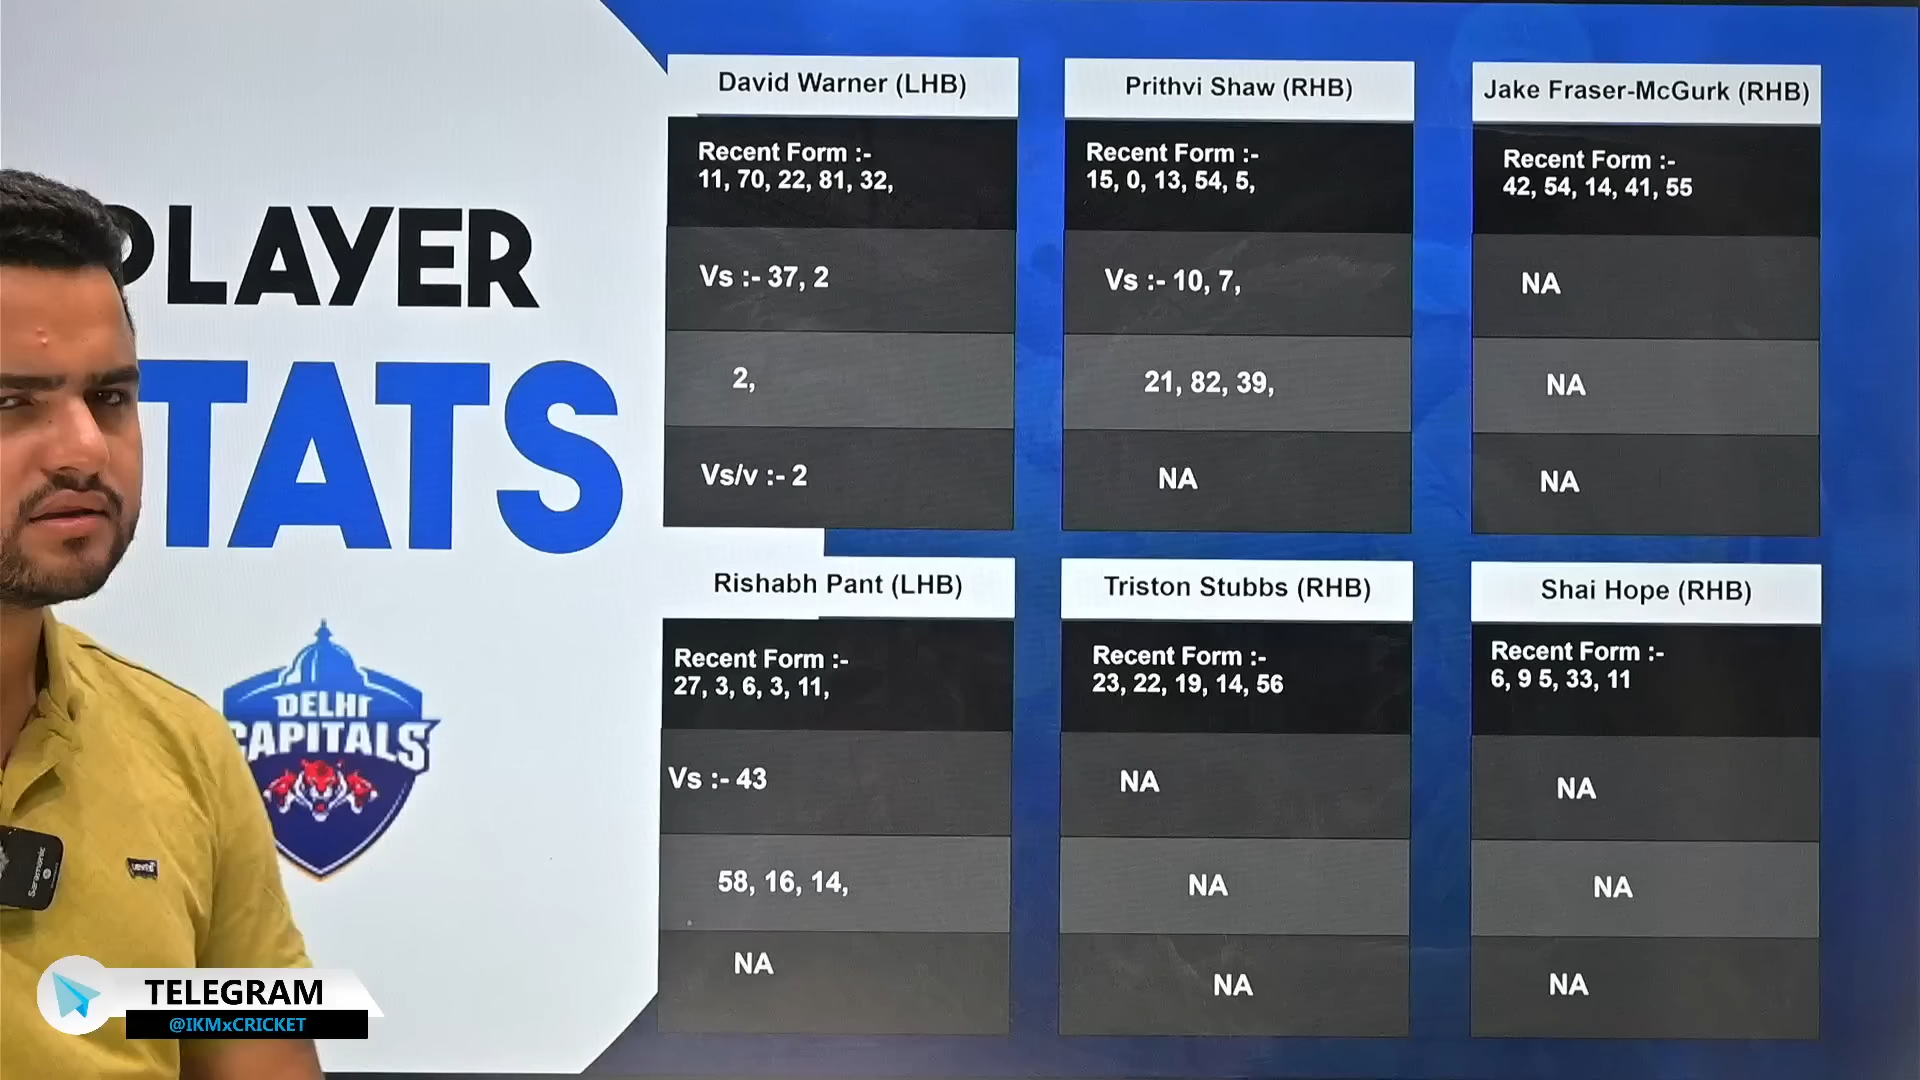 PLAYER
STATS
DELHI
CAPITALS
David Warner (LHB)
Recent Form :-
11, 70, 22, 81, 32,
Vs :- 37, 2
2,
Vs/v :- 2
Prithvi Shaw (RHB)
Recent Form :-
15, 0, 13, 54, 5,
Vs :- 10, 7,
21, 82, 39,
NA
Jake Fraser-McGurk (RHB)
Recent Form :-
42, 54, 14, 41, 55
NA
NA
NA
Rishabh Pant (LHB)
Recent Form :-
27, 3, 6, 3, 11,
Vs :- 43
58, 16, 14,
NA
Triston Stubbs (RHB)
Recent Form :-
23, 22, 19, 14, 56
NA
NA
NA
Shai Hope (RHB)
Recent Form :-
6, 9 5, 33, 11
NA
NA
NA
Saramonic
Levi's
TELEGRAM
@IKMxCRICKET